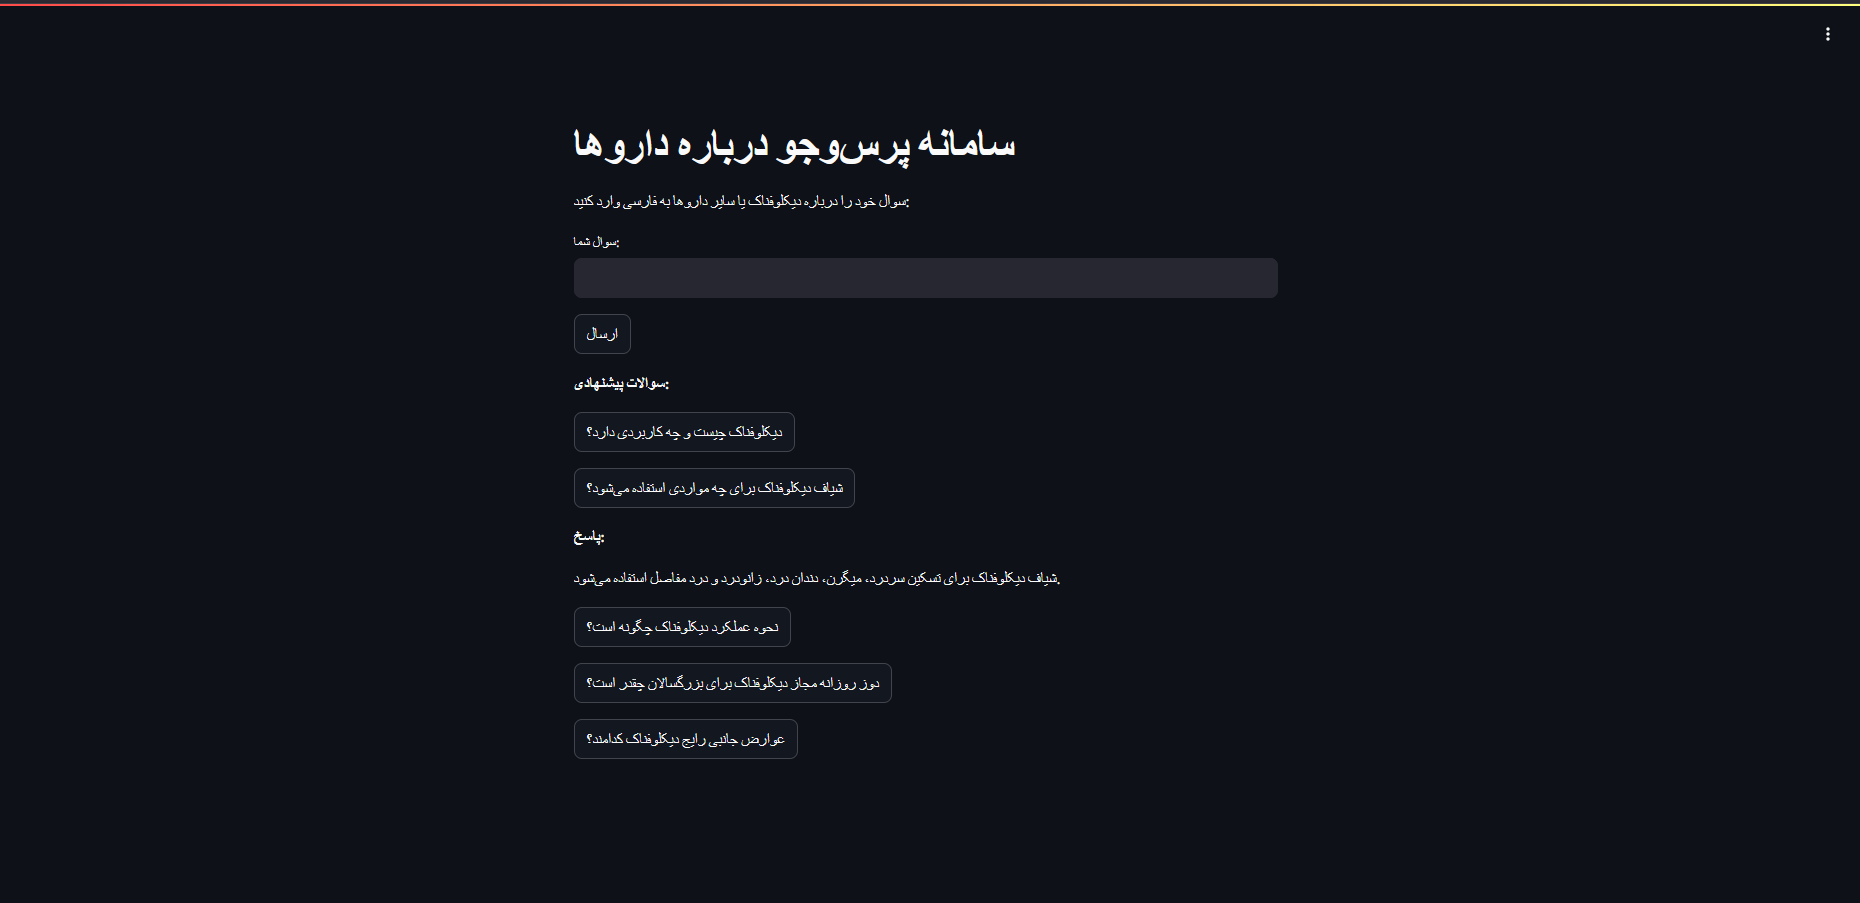 سامانه پرس‌وجو درباره داروها
سوال خود را درباره دیکلوفناک یا سایر داروها به فارسی وارد کنید:
سوال شما:
ارسال
سوالات پیشنهادی:
دیکلوفناک چیست و چه کاربردی دارد؟
شیاف دیکلوفناک برای چه مواردی استفاده می‌شود؟
پاسخ:
شیاف دیکلوفناک برای تسکین سردرد، میگرن، دندان درد، زانودرد و درد مفاصل استفاده می‌شود.
نحوه عملکرد دیکلوفناک چگونه است؟
دوز روزانه مجاز دیکلوفناک برای بزرگسالان چقدر است؟
عوارض جانبی رایج دیکلوفناک کدامند؟